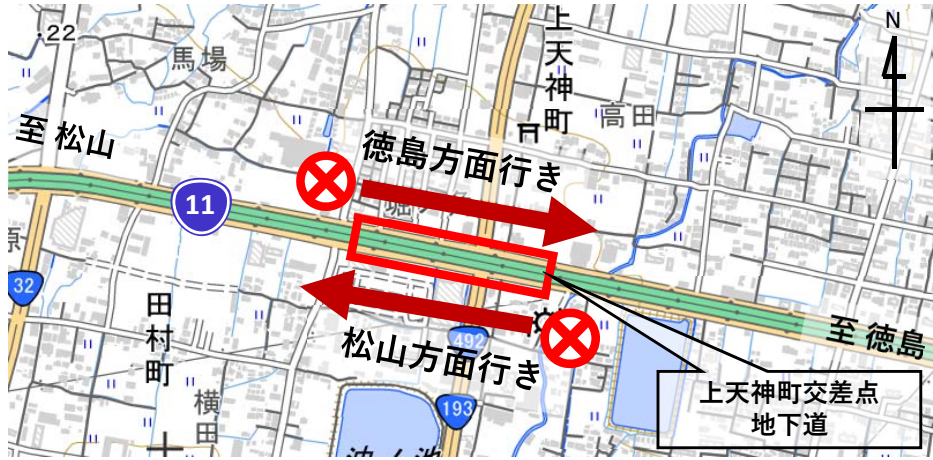 .22
馬場
上天神町
N
高田
至 松山
徳島方面行き
11
原
32
田村町
横田
松山方面行き
492
193
至 徳島
上天神町交差点
地下道